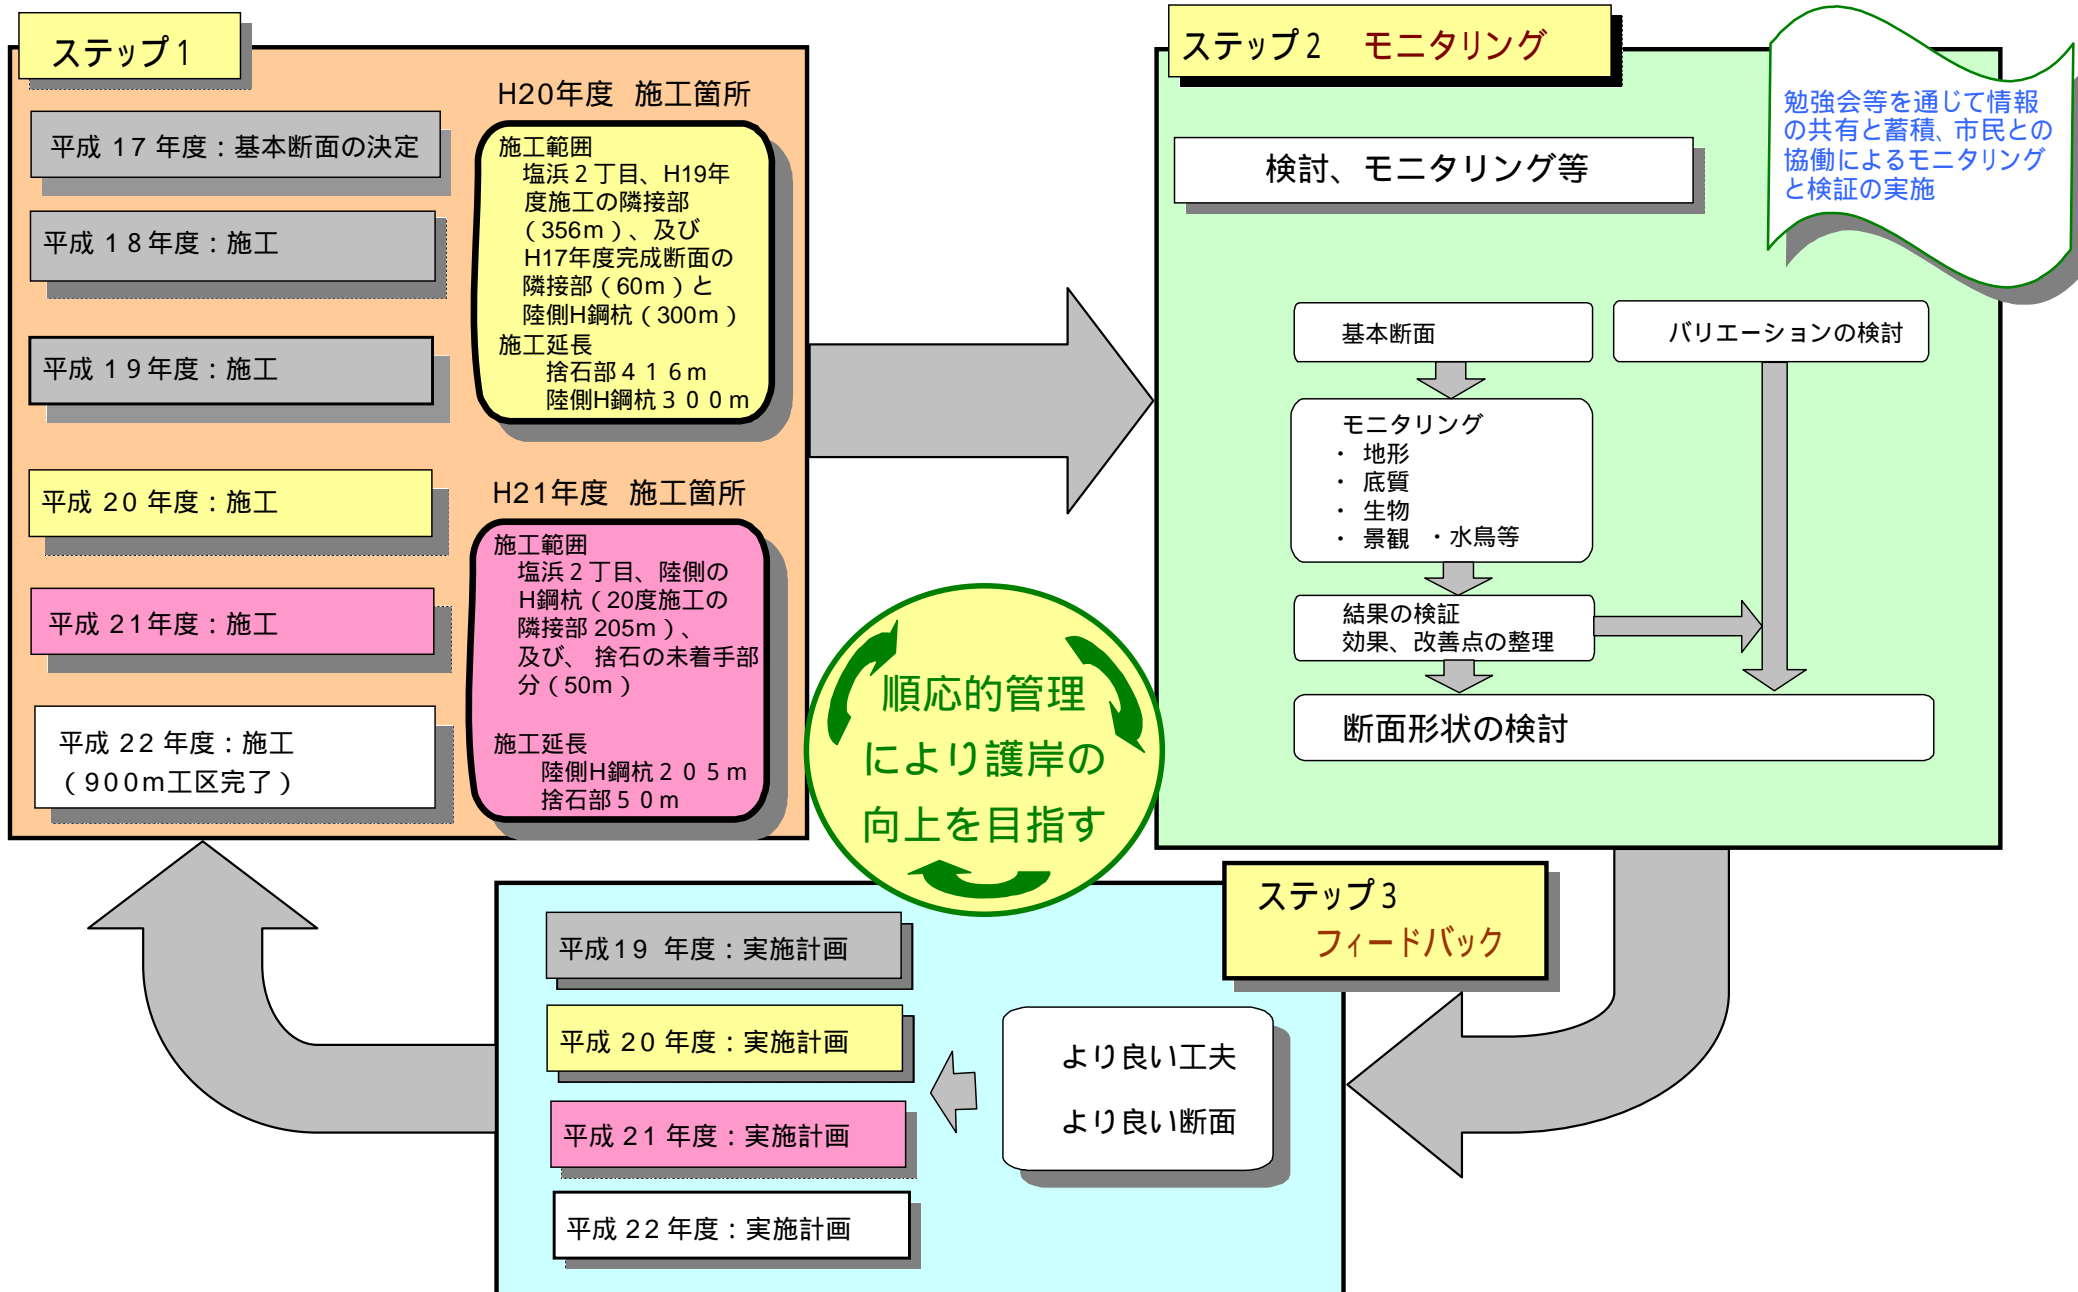 ステップ1
平成 17 年度：基本断面の決定
平成 18年度：施工
平成 19年度：施工
平成 20 年度：施工
平成 21年度：施工
平成 22 年度：施工
（900m工区完了）
H20年度 施工箇所
施工範囲
塩浜２丁目、H19年
度施工の隣接部
（356m）、及び
H17年度完成断面の
隣接部（60m）と
陸側H鋼杭（300m）
施工延長
捨石部４１６m
陸側H鋼杭３００m
H21年度 施工箇所
施工範囲
塩浜２丁目、陸側の
H鋼杭（20度施工の
隣接部 205m）、
及び、 捨石の未着手部
分（50m）
施工延長
陸側H鋼杭２０５m
捨石部５０m
ステップ2 モニタリング
勉強会等を通じて情報
の共有と蓄積、市民との
協働によるモニタリング
と検証の実施
検討、モニタリング等
基本断面
バリエーションの検討
モニタリング
・ 地形
・ 底質
・ 生物
・ 景観 ・水鳥等
結果の検証
効果、改善点の整理
断面形状の検討
順応的管理
により護岸の
向上を目指す
ステップ3
フィードバック
平成19 年度：実施計画
平成 20 年度：実施計画
平成 21 年度：実施計画
平成 22 年度：実施計画
より良い工夫
より良い断面